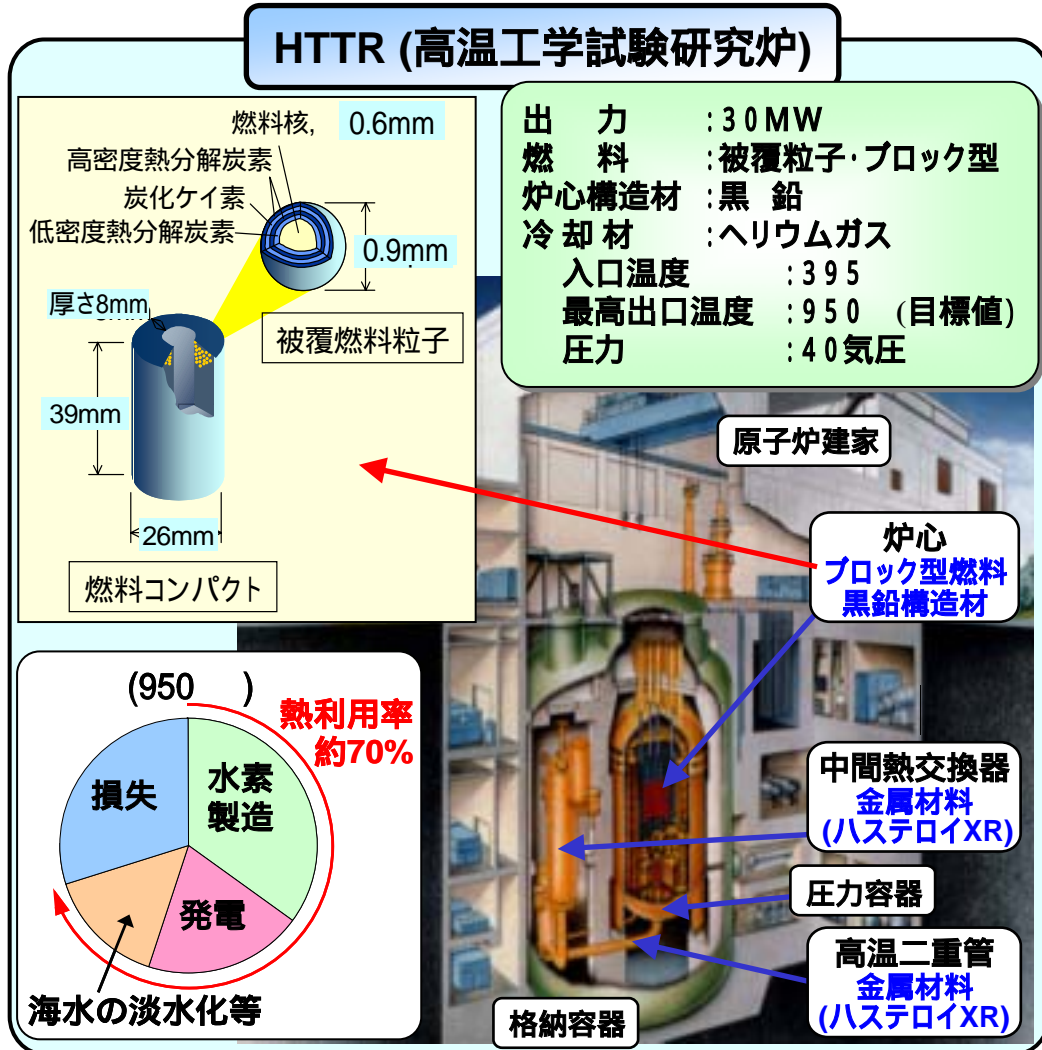 HTTR (高温工学試験研究炉)
燃料核, 0.6mm
高密度熱分解炭素
炭化ケイ素
低密度熱分解炭素
0.9mm
厚さ8mm
被覆燃料粒子
39mm
26mm
燃料コンパクト
出 力 :30MW
燃 料 :被覆粒子・ブロック型
炉心構造材 :黒 鉛
冷却材 :ヘリウムガス
入口温度 :395
最高出口温度 :950 (目標値)
圧力 :40気圧
原子炉建家
炉心
ブロック型燃料
黒鉛構造材
中間熱交換器
金属材料
(ハステロイXR)
圧力容器
高温二重管
金属材料
(ハステロイXR)
格納容器
(950 )
熱利用率
約70%
損失
水素
製造
発電
海水の淡水化等